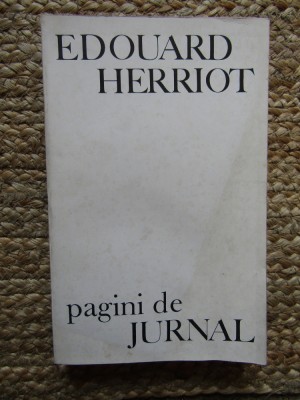 EDOUARD
HERRIOT
pagini de
JURNAL